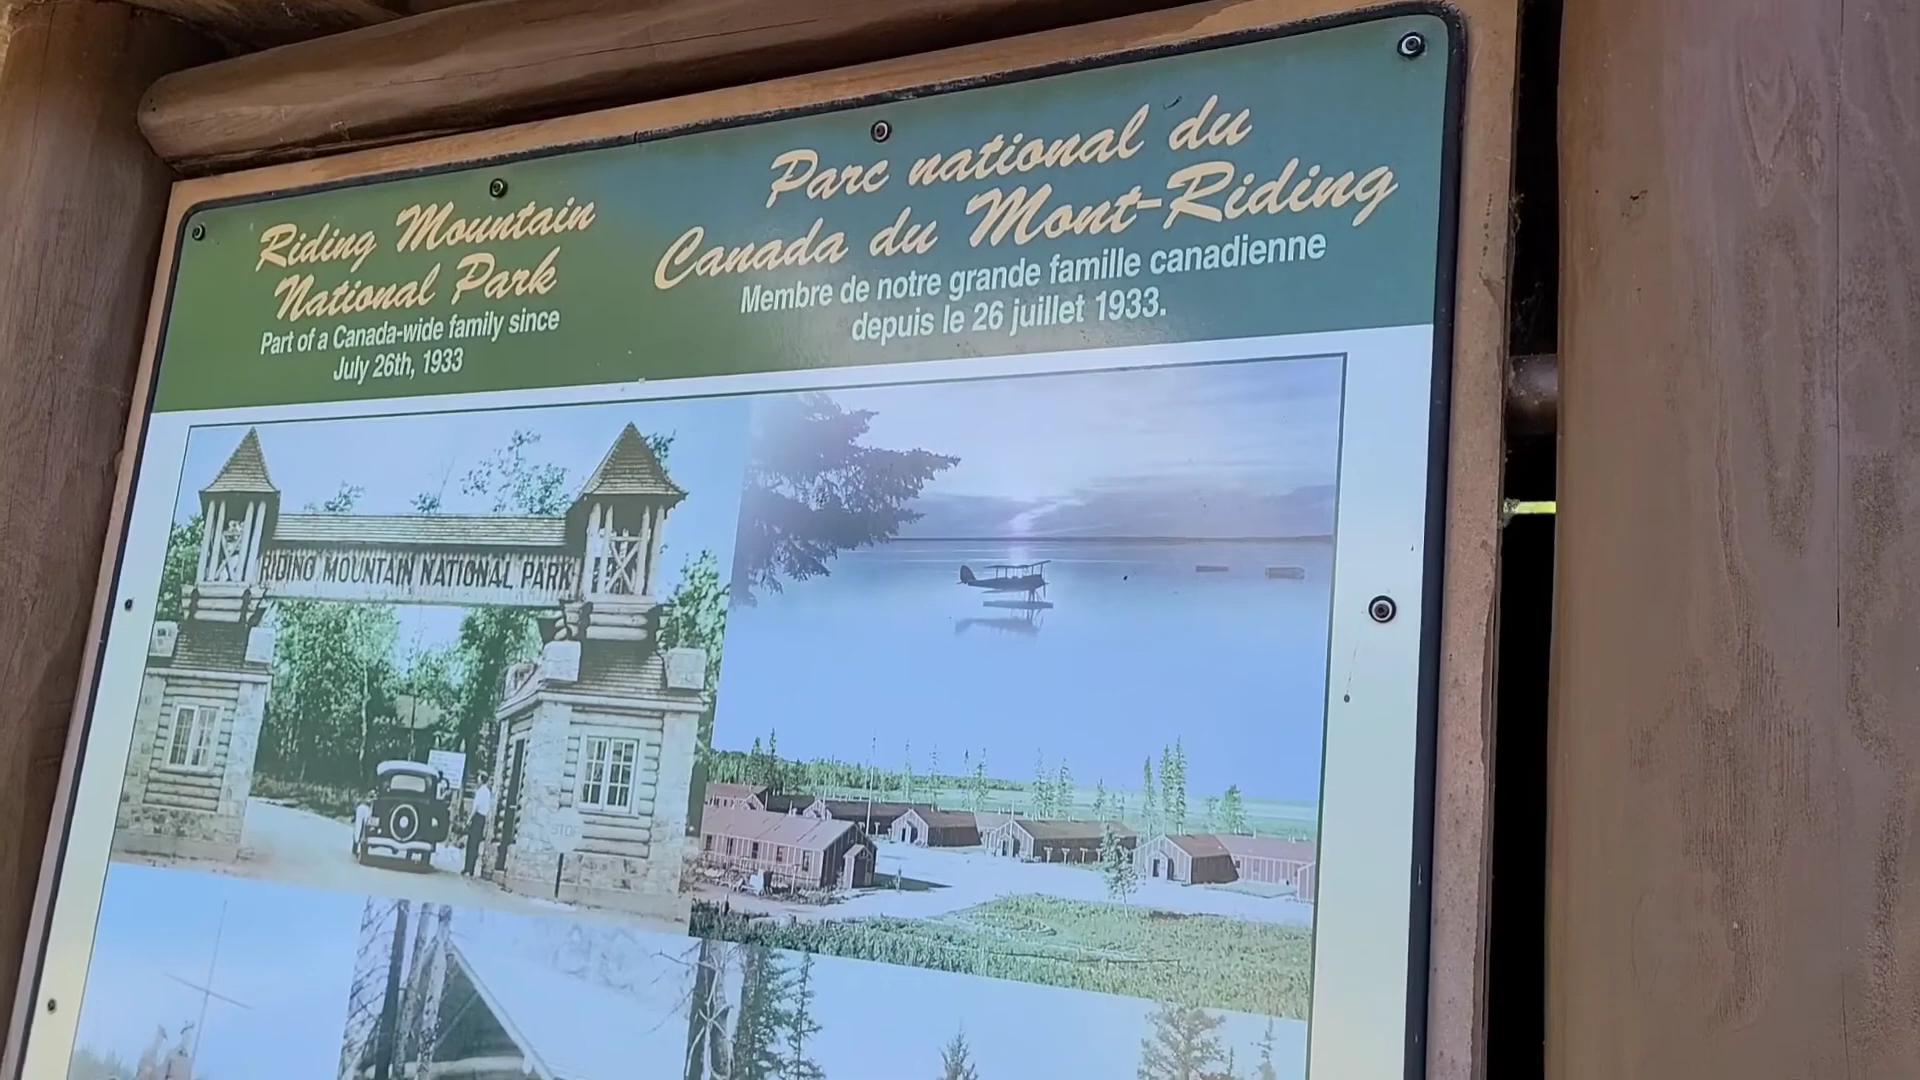 Riding Mountain
National Park
Part of a Canada-wide family since
July 26th, 1933
Parc national du
Canada du Mont-Riding
Membre de notre grande famille canadienne
depuis le 26 juillet 1933.
RIDING MOUNTAIN NATIONAL PARK
STOP